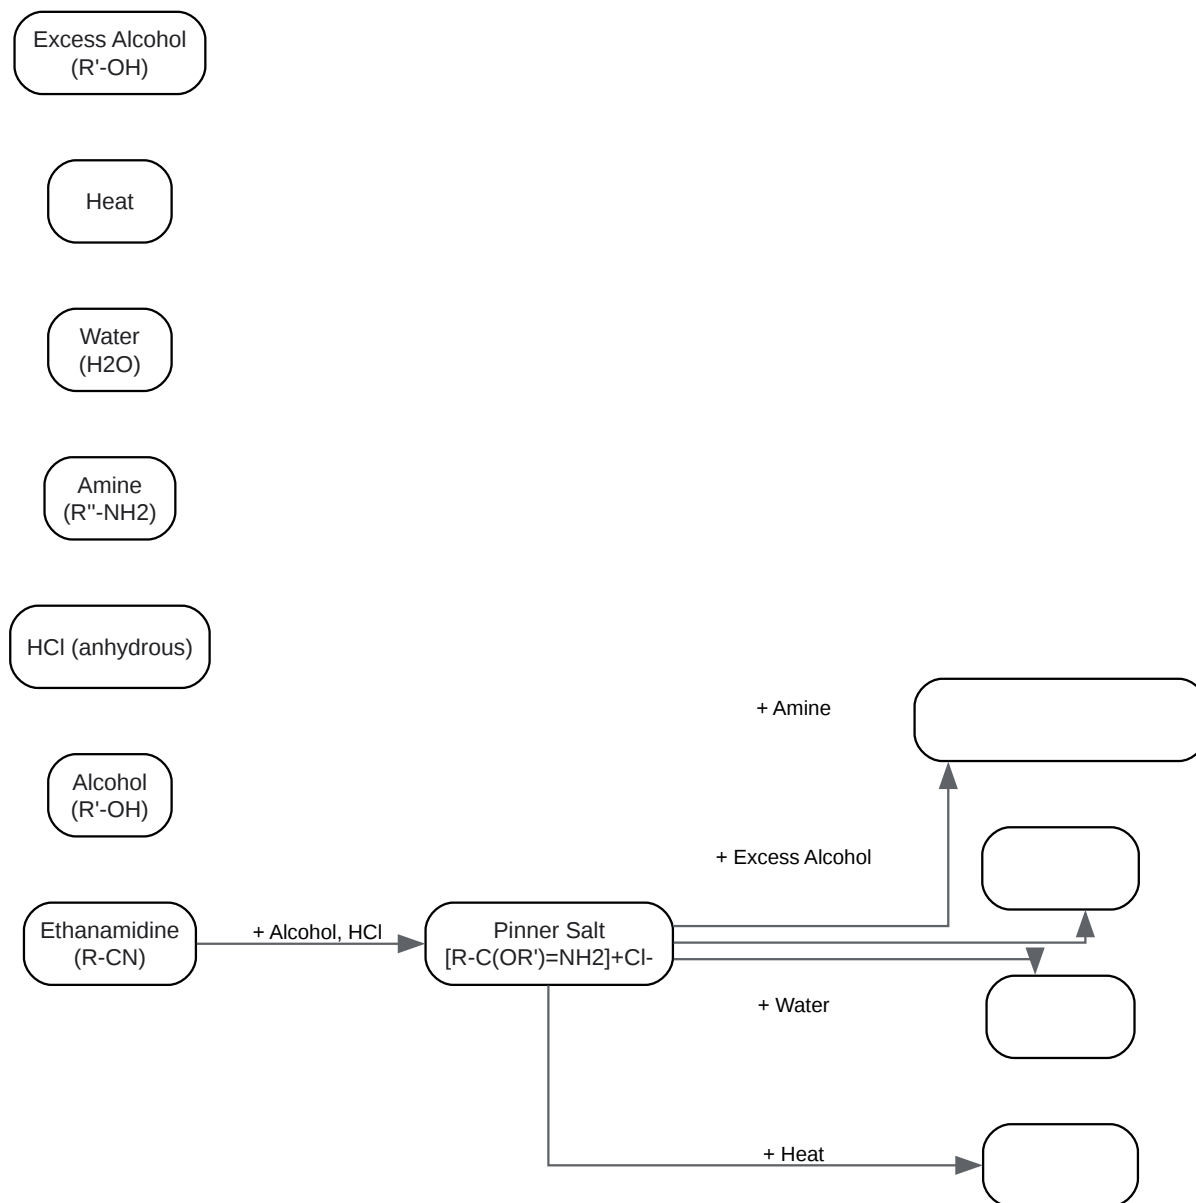 Excess Alcohol
(R'-OH)
Heat
Water
(H2O)
Amine
(R''-NH2)
HCl (anhydrous)
+ Amine
Alcohol
(R'-OH)
+ Excess Alcohol
Ethanamidine
(R-CN)
+ Alcohol, HCl
Pinner Salt
[R-C(OR')=NH2]+Cl-
+ Water
+ Heat